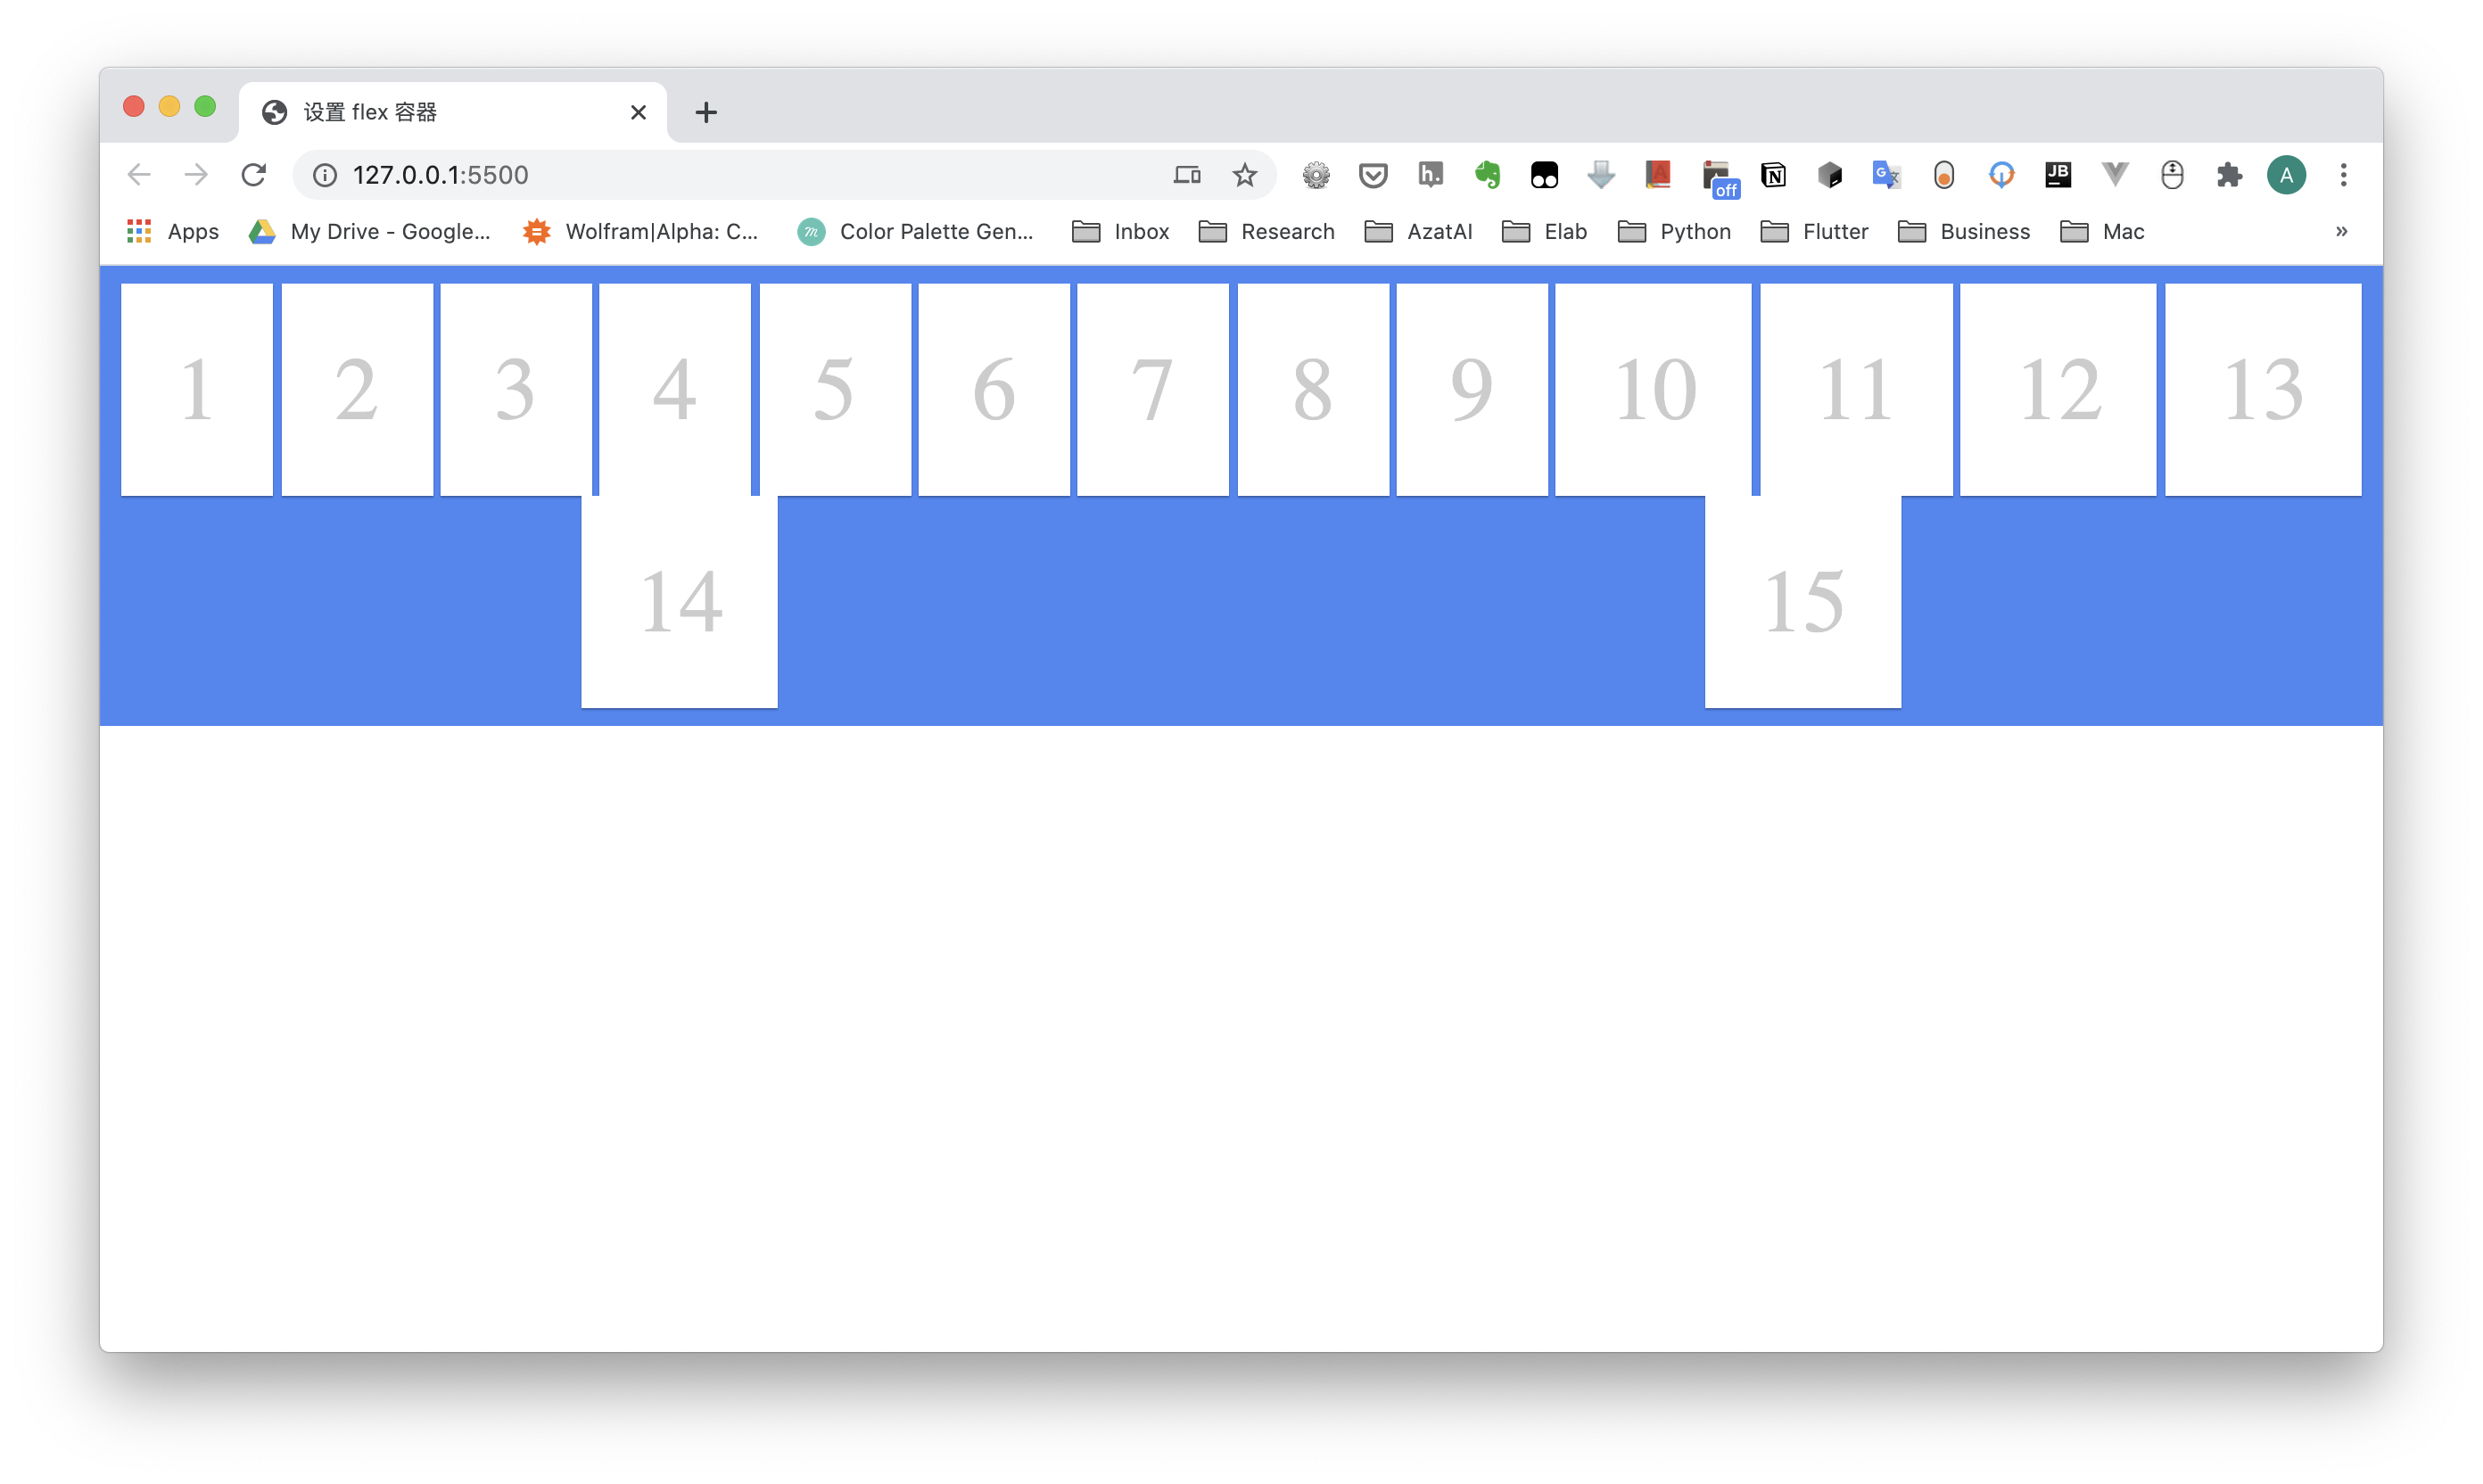 设置 flex 容器
127.0.0.1:5500
h.
off
N
G
JB
A
Apps
My Drive - Google...
Wolfram|Alpha: C...
m
Color Palette Gen...
Inbox
Research
AzatAI
Elab
Python
Flutter
Business
Mac
»
1 2 3 4 5 6 7 8 9 10 11 12 13
14 15